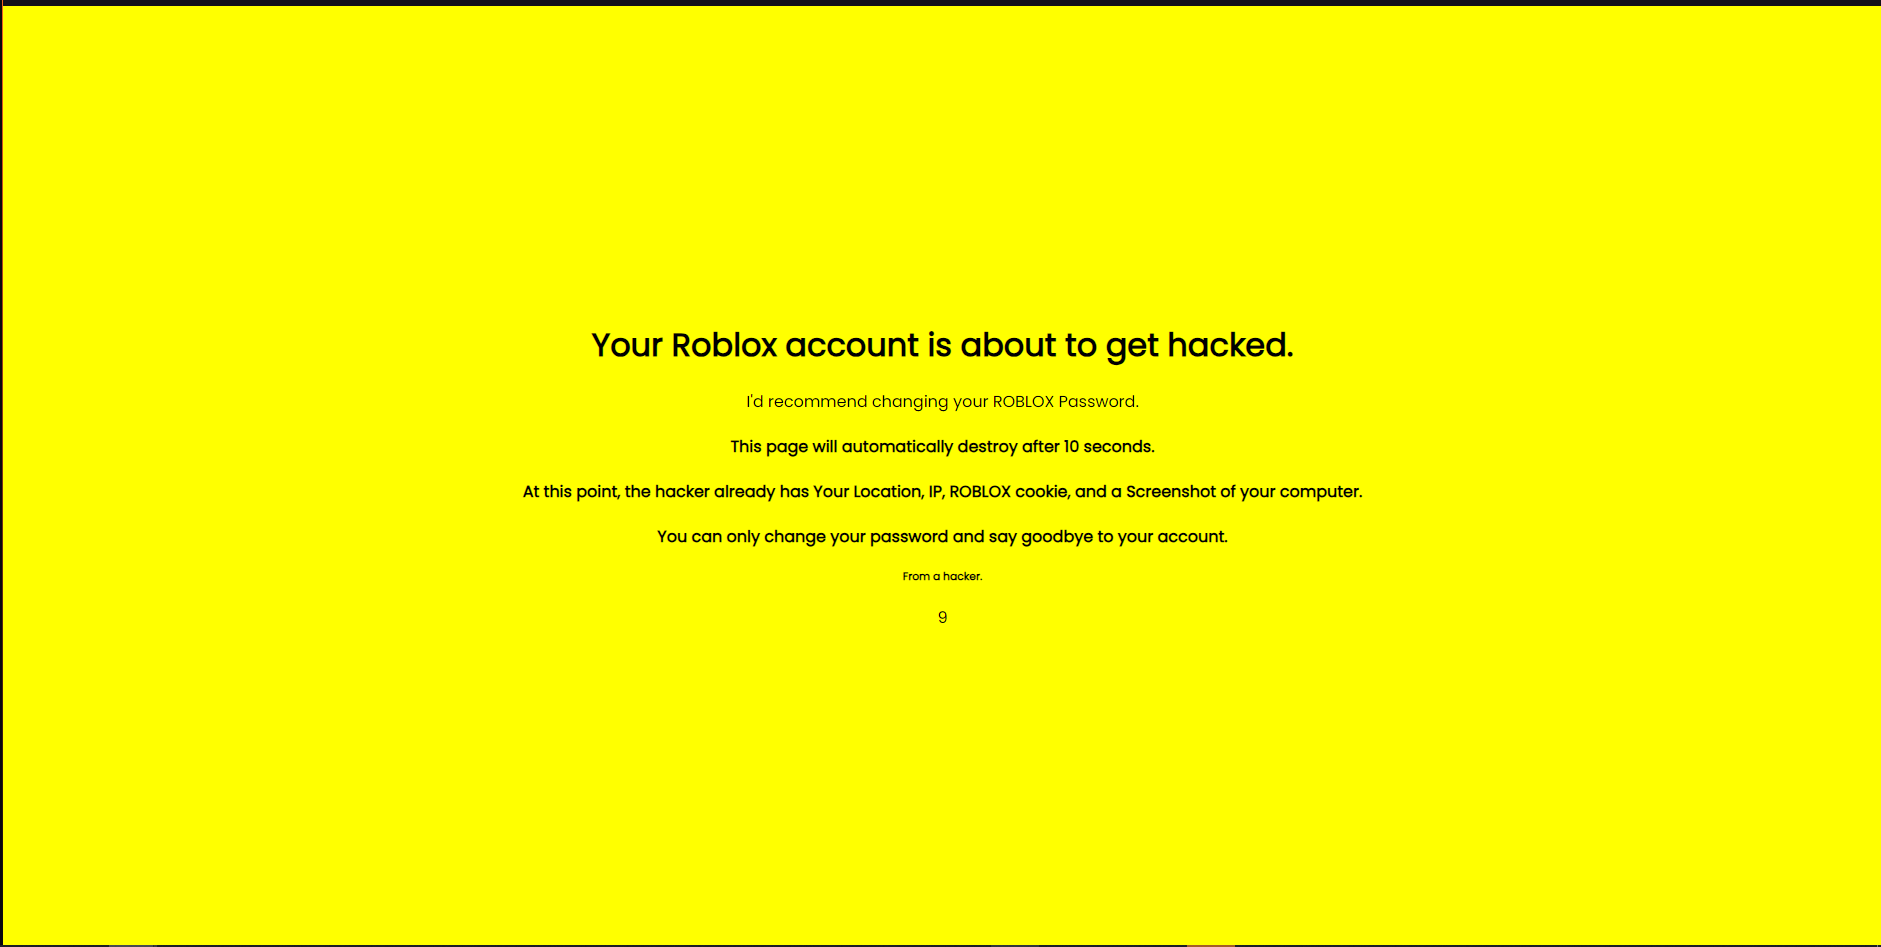 Your Roblox account is about to get hacked.
I'd recommend changing your ROBLOX Password.
This page will automatically destroy after 10 seconds.
At this point, the hacker already has Your Location, IP, ROBLOX cookie, and a Screenshot of your computer.
You can only change your password and say goodbye to your account.
From a hacker.
9